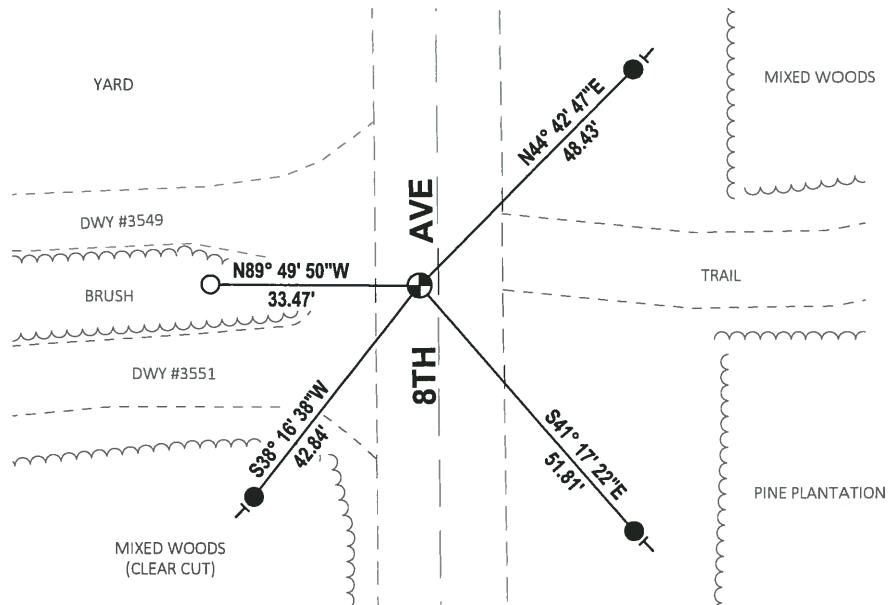 YARD
MIXED WOODS
N44° 42' 47"E
48.43'
DWY #3549
AVE
N89° 49' 50"W
33.47'
TRAIL
BRUSH
8TH
DWY #3551
S38° 16' 38"W
42.84'
S41° 17' 22"E
51.81'
PINE PLANTATION
MIXED WOODS
(CLEAR CUT)